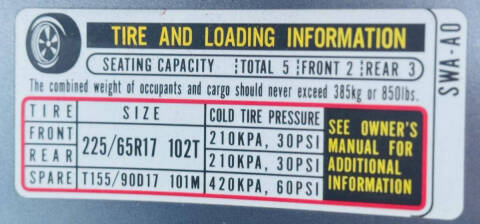 TIRE AND LOADING INFORMATION
SEATING CAPACITY TOTAL 5 FRONT 2 REAR 3
The combined weight of occupants and cargo should never exceed 385kg or 850lbs.
TIRE SIZE COLD TIRE PRESSURE
FRONT 225/65R17 102T 210KPA, 30PSI
REAR 210KPA, 30PSI
SPARE T155/90D17 101M 420KPA, 60PSI
SEE OWNER'S
MANUAL FOR
ADDITIONAL
INFORMATION
SWA-A0